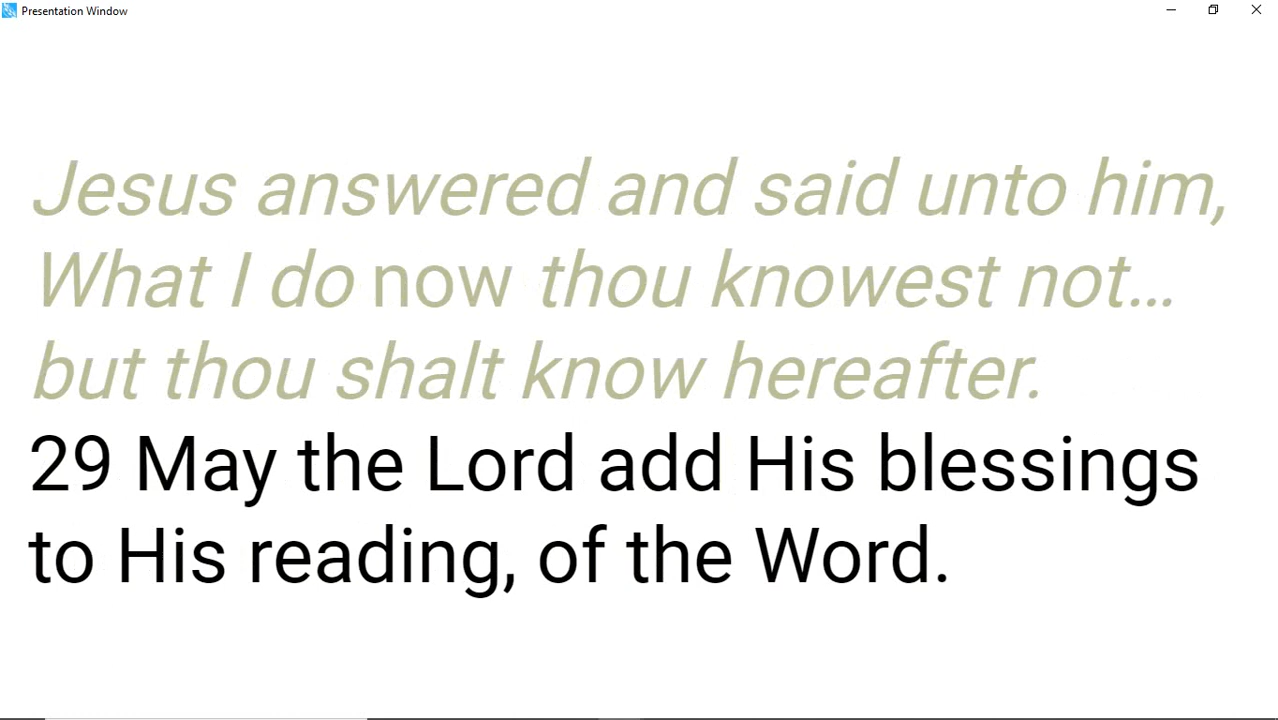 Presentation Window
Jesus answered and said unto him,
What I do now thou knowest not...
but thou shalt know hereafter.
29 May the Lord add His blessings
to His reading, of the Word.